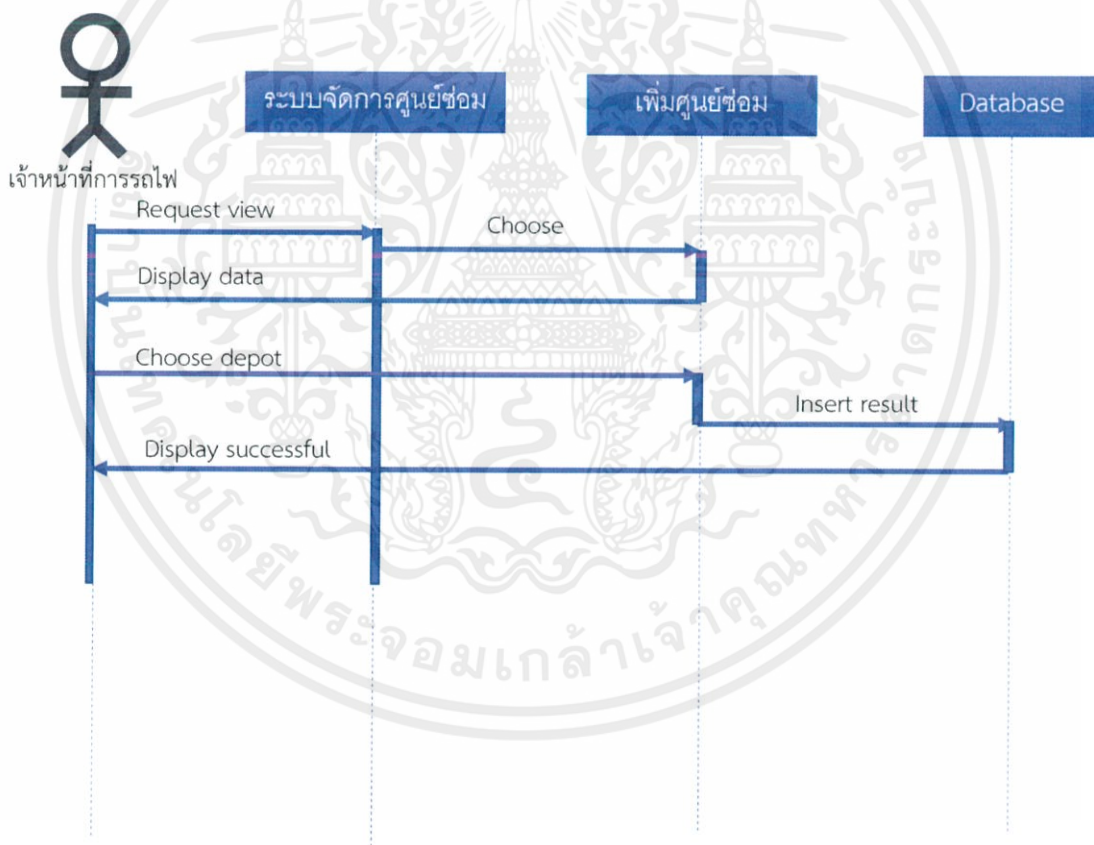 ระบบจัดการศูนย์ซ่อม
เพิ่มศูนย์ซ่อม
Database
เจ้าหน้าที่การรถไฟ
Request view
Choose
Display data
Choose depot
Insert result
Display successful